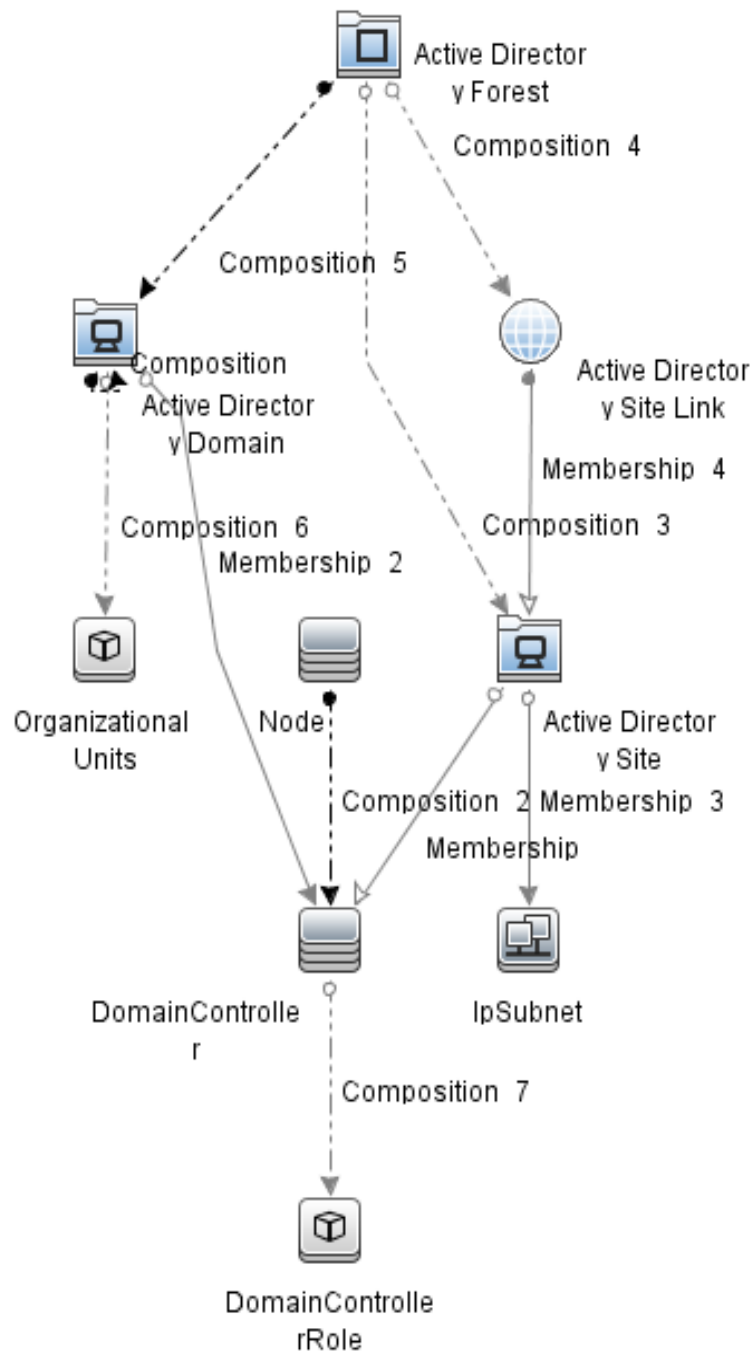 Active Director
y Forest
Composition 4
Composition 5
Composition
Active Director
y Domain
Active Director
y Site Link
Membership 4
Composition 6
Composition 3
Membership 2
Organizational
Units
Node
Active Director
y Site
Composition 2
Membership 3
Membership
DomainControlle
r
IpSubnet
Composition 7
DomainControlle
rRole